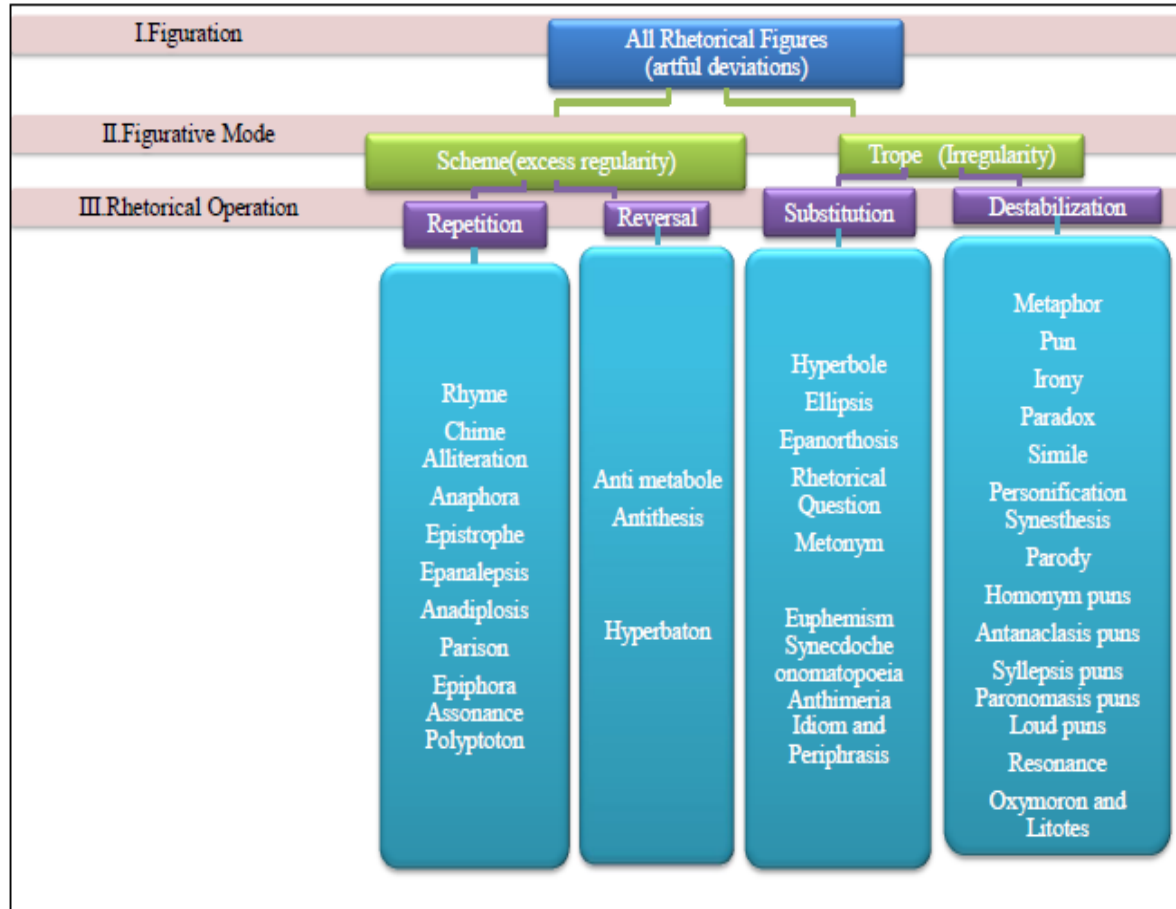 I.Figuration
All Rhetorical Figures
(artful deviations)
II.Figurative Mode
Scheme(excess regularity)
Trope (Irregularity)
III.Rhetorical Operation
Repetition
Reversal
Substitution
Destabilization
Rhyme
Chime
Alliteration
Anaphora
Epistrophe
Epanalepsis
Anadiplosis
Parison
Epiphora
Assonance
Polyptoton
Anti metabole
Antithesis
Hyperbaton
Hyperbole
Ellipsis
Epanorthosis
Rhetorical
Question
Metonym
Euphemism
Synecdoche
onomatopoeia
Anthimeria
Idiom and
Periphrasis
Metaphor
Pun
Irony
Paradox
Simile
Personification
Synesthesis
Parody
Homonym puns
Antanaclasis puns
Syllepsis puns
Paronomasis puns
Loud puns
Resonance
Oxymoron and
Litotes